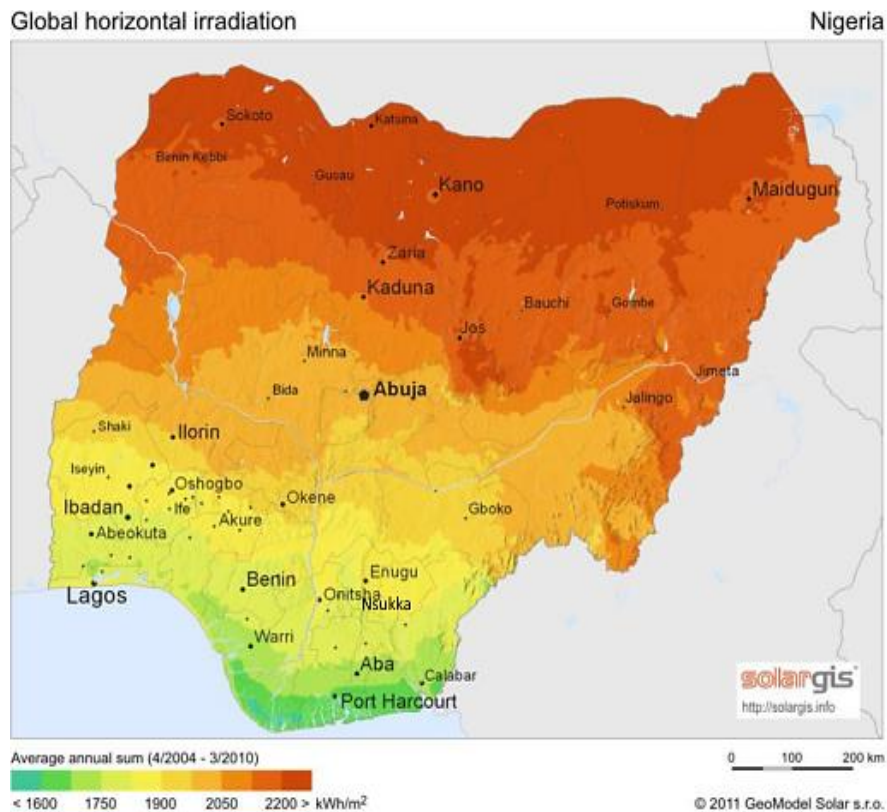 Global horizontal irradiation Nigeria
Sokoto
Katsina
Benin Kebbi
Gusau
Kano
Potiskum
Maiduguri
Zaria
Kaduna
Bauchi
Gombe
Jos
Minna
Jimeta
Bida
Abuja
Jalingo
Shaki
Ilorin
Iseyin
Oshogbo
Okene
Ibadan
Ife
Akure
Gboko
Abeokuta
Enugu
Benin
Lagos
Onitsha
Nsukka
Warri
Aba
Calabar
Port Harcourt
solargis
http://solargis.info
Average annual sum (4/2004 - 3/2010)
0 100 200 km
< 1600 1750 1900 2050 2200 > kWh/m²
© 2011 GeoModel Solar s.r.o.